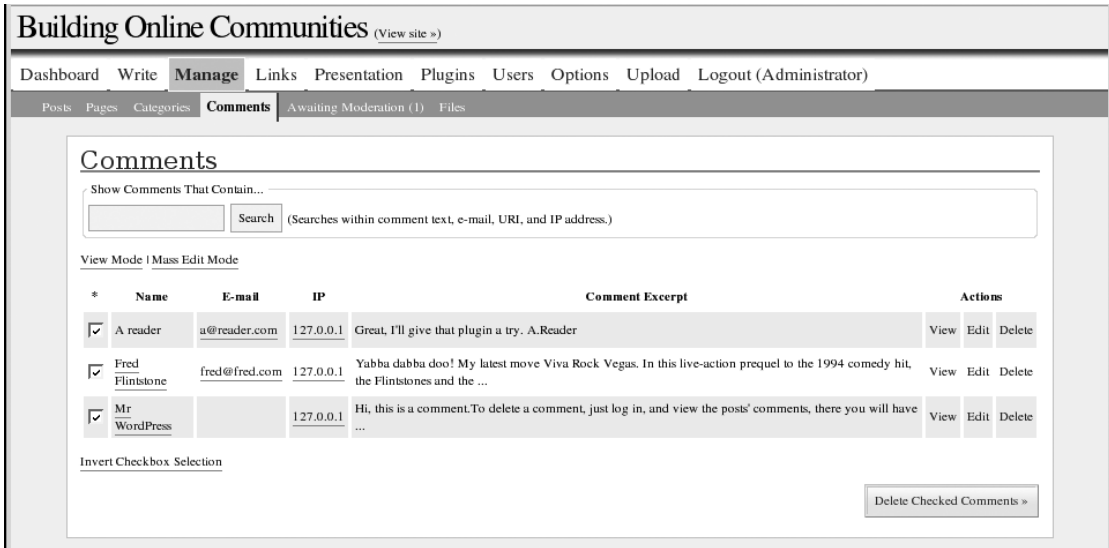 Building Online Communities (View site »)
Dashboard Write Manage Links Presentation Plugins Users Options Upload Logout (Administrator)
Posts Pages Categories Comments Awaiting Moderation (1) Files
Comments
Show Comments That Contain...
Search (Searches within comment text, e-mail, URI, and IP address.)
View Mode | Mass Edit Mode
* Name E-mail IP Comment Excerpt Actions
A reader a@reader.com 127.0.0.1 Great, I'll give that plugin a try. A.Reader View Edit Delete
Fred Flintstone fred@fred.com 127.0.0.1 Yabba dabba doo! My latest move Viva Rock Vegas. In this live-action prequel to the 1994 comedy hit, the Flintstones and the ... View Edit Delete
Mr WordPress 127.0.0.1 Hi, this is a comment.To delete a comment, just log in, and view the posts' comments, there you will have ... View Edit Delete
Invert Checkbox Selection
Delete Checked Comments »